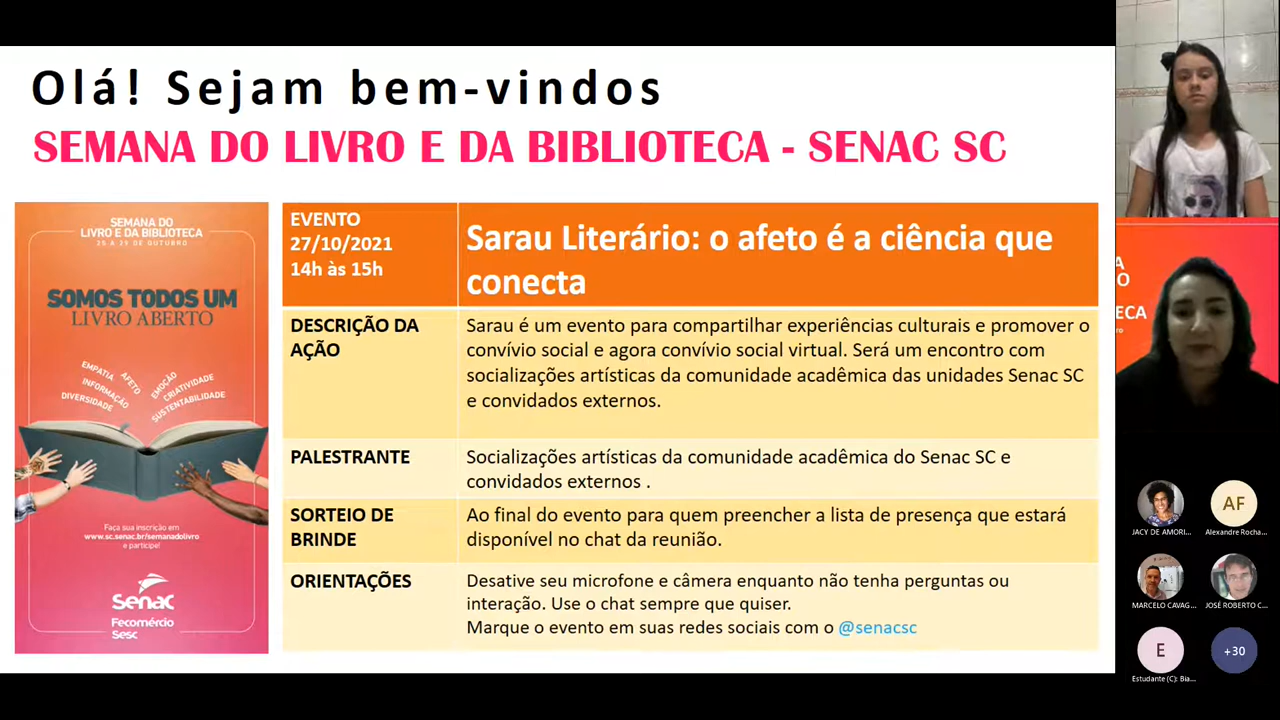 Olá! Sejam bem-vindos
SEMANA DO LIVRO E DA BIBLIOTECA - SENAC SC
SEMANA DO
LIVRO E DA BIBLIOTECA
25 A 29 DE OUTUBRO
SOMOS TODOS UM
LIVRO ABERTO
EMPATIA
AFETO
EMOÇÃO
INFORMAÇÃO
CRIATIVIDADE
DIVERSIDADE
SUSTENTABILIDADE
Faça sua inscrição em
www.sc.senac.br/semanadolivro
e participe!
Senac
Fecomércio
Sesc
EVENTO
27/10/2021
14h às 15h
Sarau Literário: o afeto é a ciência que
conecta
DESCRIÇÃO DA
AÇÃO
Sarau é um evento para compartilhar experiências culturais e promover o
convívio social e agora convívio social virtual. Será um encontro com
socializações artísticas da comunidade acadêmica das unidades Senac SC
e convidados externos.
PALESTRANTE
Socializações artísticas da comunidade acadêmica do Senac SC e
convidados externos .
SORTEIO DE
BRINDE
Ao final do evento para quem preencher a lista de presença que estará
disponível no chat da reunião.
ORIENTAÇÕES
Desative seu microfone e câmera enquanto não tenha perguntas ou
interação. Use o chat sempre que quiser.
Marque o evento em suas redes sociais com o @senacsc
A
O
ECA
ro
AF
JACY DE AMORI...
Alexandre Rocha...
MARCELO CAVAG...
JOSÉ ROBERTO C...
E
+30
Estudante (C): Bia...